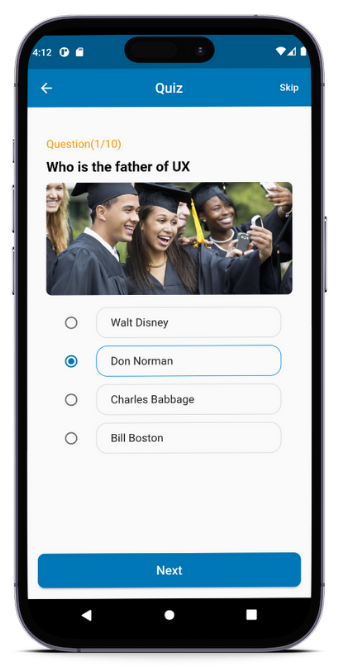 4:12
Quiz
Skip
Question(1/10)
Who is the father of UX
Walt Disney
Don Norman
Charles Babbage
Bill Boston
Next